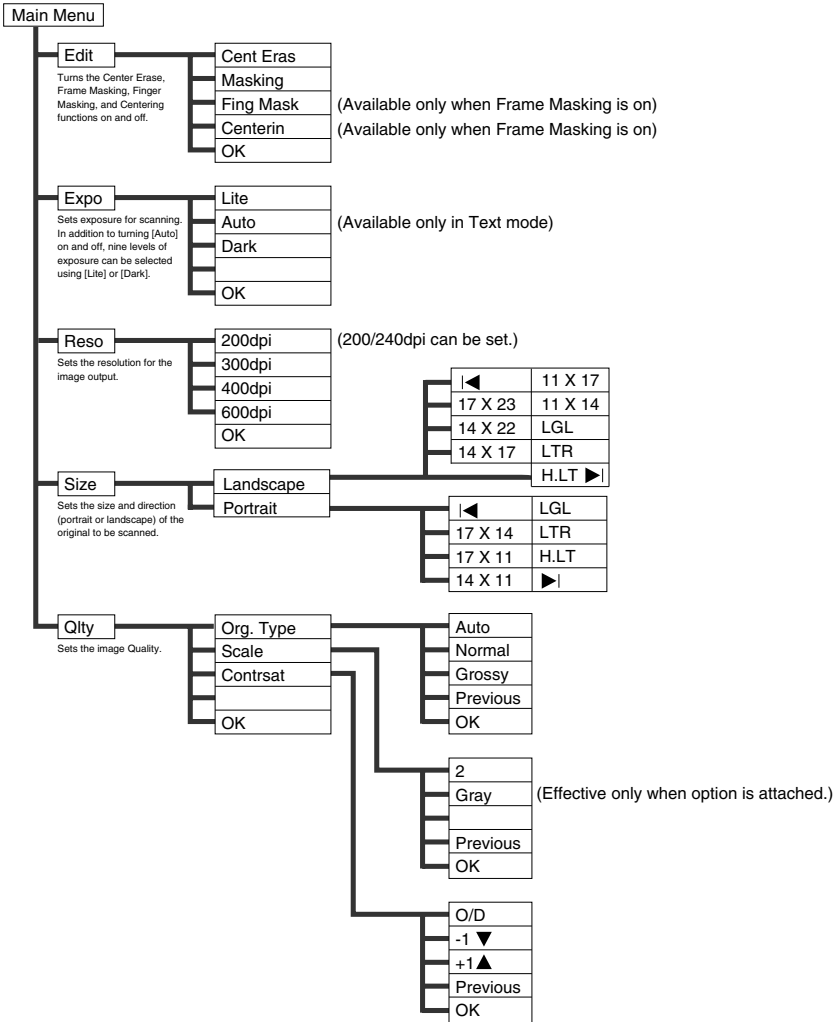 Main Menu
Edit
Turns the Center Erase,
Frame Masking, Finger
Masking, and Centering
functions on and off.
Cent Eras
Masking
Fing Mask (Available only when Frame Masking is on)
Centerin (Available only when Frame Masking is on)
OK
Expo
Sets exposure for scanning.
In addition to turning [Auto]
on and off, nine levels of
exposure can be selected
using [Lite] or [Dark].
Lite
Auto (Available only in Text mode)
Dark
OK
Reso
Sets the resolution for the
image output.
200dpi (200/240dpi can be set.)
300dpi
400dpi
600dpi
OK
Size
Sets the size and direction
(portrait or landscape) of the
original to be scanned.
Landscape
Portrait
|◀ 11 X 17
17 X 23 11 X 14
14 X 22 LGL
14 X 17 LTR
H.LT ▶|
|◀ LGL
17 X 14 LTR
17 X 11 H.LT
14 X 11 ▶|
Qlty
Sets the image Quality.
Org. Type
Scale
Contrsat
OK
Auto
Normal
Grossy
Previous
OK
2
Gray (Effective only when option is attached.)
Previous
OK
O/D
-1 ▼
+1▲
Previous
OK